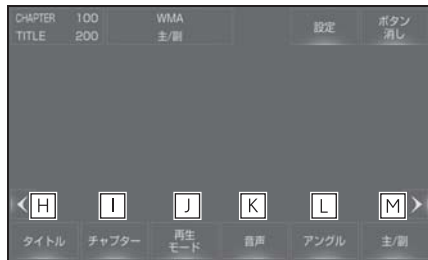 CHAPTER 100 WMA
TITLE 200 主/副
設定
ボタン
消し
H I J K L M
タイトル チャプター 再生
モード 音声 アングル 主/副